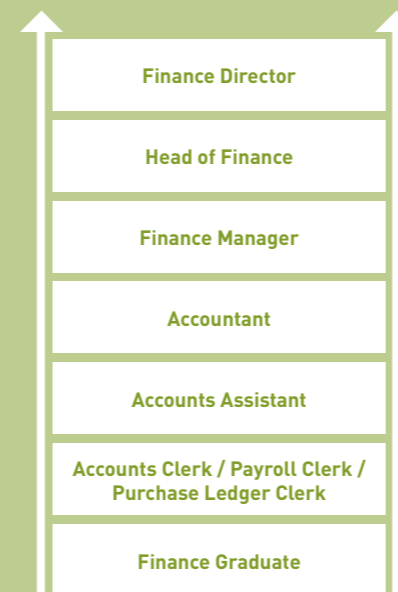 Finance Director
Head of Finance
Finance Manager
Accountant
Accounts Assistant
Accounts Clerk / Payroll Clerk /
Purchase Ledger Clerk
Finance Graduate